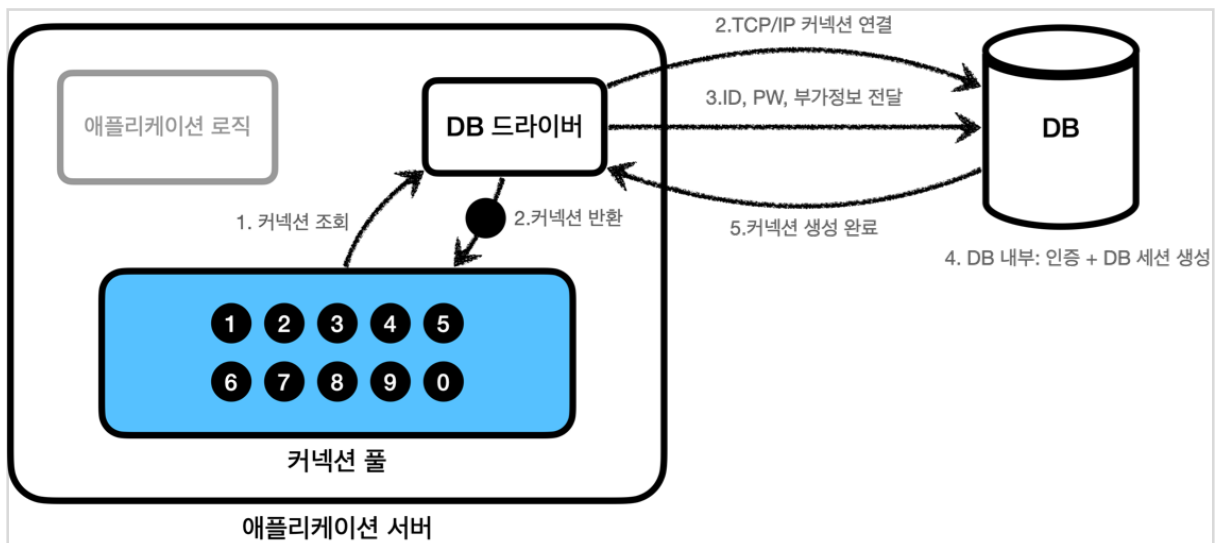 2.TCP/IP 커넥션 연결
애플리케이션 로직
DB 드라이버
3.ID, PW, 부가정보 전달
DB
1. 커넥션 조회
2.커넥션 반환
5.커넥션 생성 완료
4. DB 내부: 인증 + DB 세션 생성
1 2 3 4 5
6 7 8 9 0
커넥션 풀
애플리케이션 서버